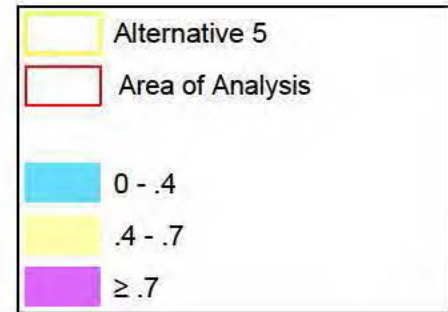 Alternative 5
Area of Analysis
0 - .4
.4 - .7
≥ .7